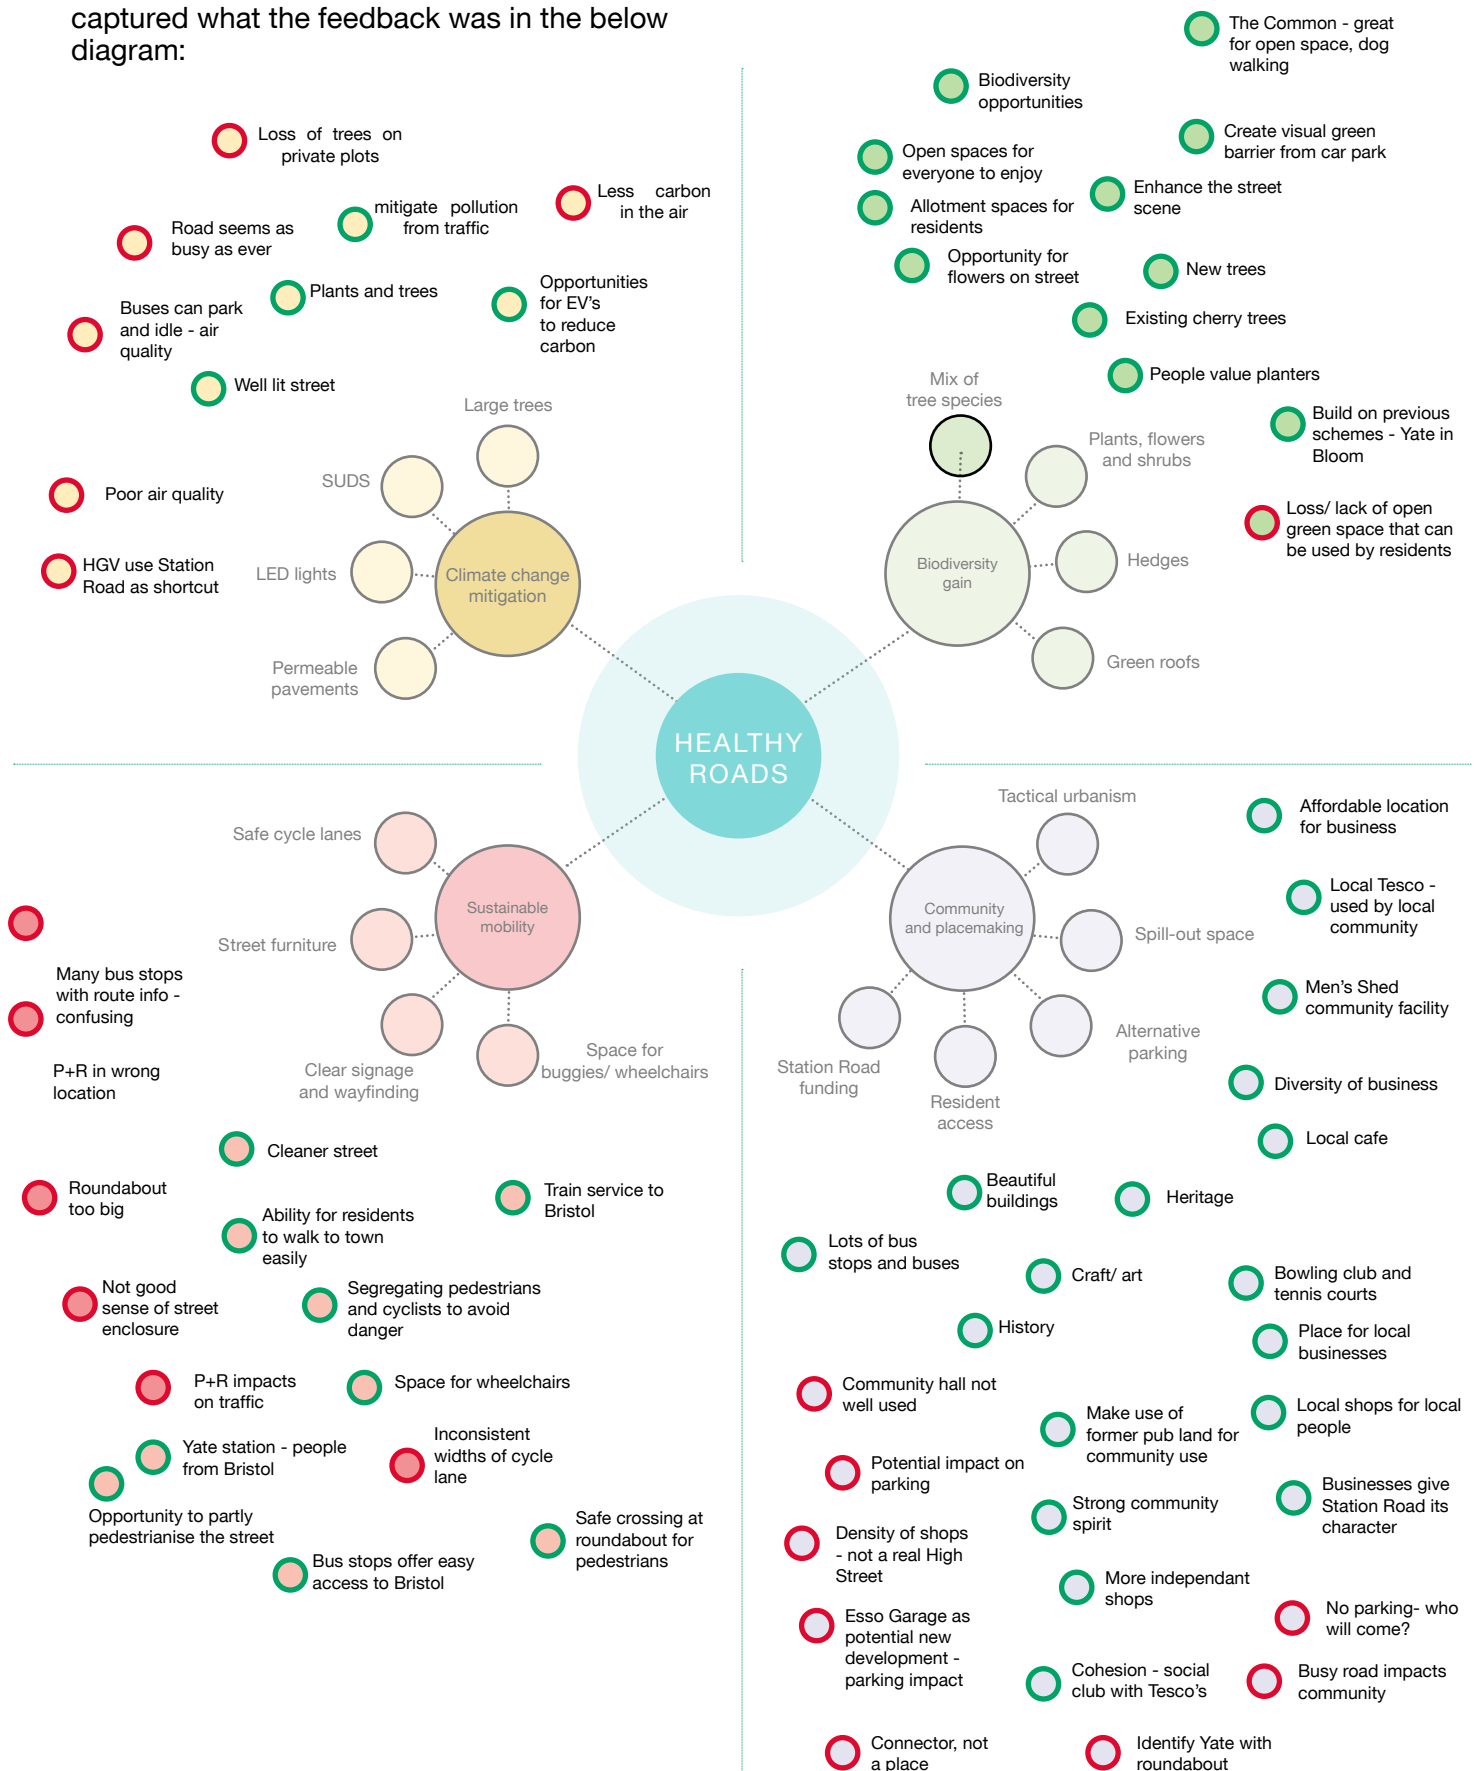 captured what the feedback was in the below
diagram:
Loss of trees on
private plots
Less carbon
in the air
mitigate pollution
from traffic
Road seems as
busy as ever
Plants and trees
Opportunities
for EV's
to reduce
carbon
Buses can park
and idle - air
quality
Well lit street
Large trees
SUDS
Poor air quality
LED lights
Climate change
mitigation
HGV use Station
Road as shortcut
Permeable
pavements
The Common - great
for open space, dog
walking
Biodiversity
opportunities
Create visual green
barrier from car park
Open spaces for
everyone to enjoy
Enhance the street
scene
Allotment spaces for
residents
Opportunity for
flowers on street
New trees
Existing cherry trees
People value planters
Mix of
tree species
Build on previous
schemes - Yate in
Bloom
Plants, flowers
and shrubs
Loss/ lack of open
green space that can
be used by residents
Biodiversity
gain
Hedges
Green roofs
HEALTHY
ROADS
Safe cycle lanes
Sustainable
mobility
Street furniture
Many bus stops
with route info -
confusing
Clear signage
and wayfinding
Space for
buggies/ wheelchairs
P+R in wrong
location
Cleaner street
Roundabout
too big
Train service to
Bristol
Ability for residents
to walk to town
easily
Not good
sense of street
enclosure
Segregating pedestrians
and cyclists to avoid
danger
P+R impacts
on traffic
Space for wheelchairs
Yate station - people
from Bristol
Inconsistent
widths of cycle
lane
Opportunity to partly
pedestrianise the street
Safe crossing at
roundabout for
pedestrians
Bus stops offer easy
access to Bristol
Tactical urbanism
Affordable location
for business
Local Tesco -
used by local
community
Community
and placemaking
Spill-out space
Men's Shed
community facility
Alternative
parking
Station Road
funding
Resident
access
Diversity of business
Local cafe
Beautiful
buildings
Heritage
Lots of bus
stops and buses
Craft/ art
Bowling club and
tennis courts
History
Place for local
businesses
Community hall not
well used
Make use of
former pub land for
community use
Local shops for local
people
Potential impact on
parking
Strong community
spirit
Businesses give
Station Road its
character
Density of shops
- not a real High
Street
More independant
shops
Esso Garage as
potential new
development -
parking impact
No parking- who
will come?
Cohesion - social
club with Tesco's
Busy road impacts
community
Connector, not
a place
Identify Yate with
roundabout